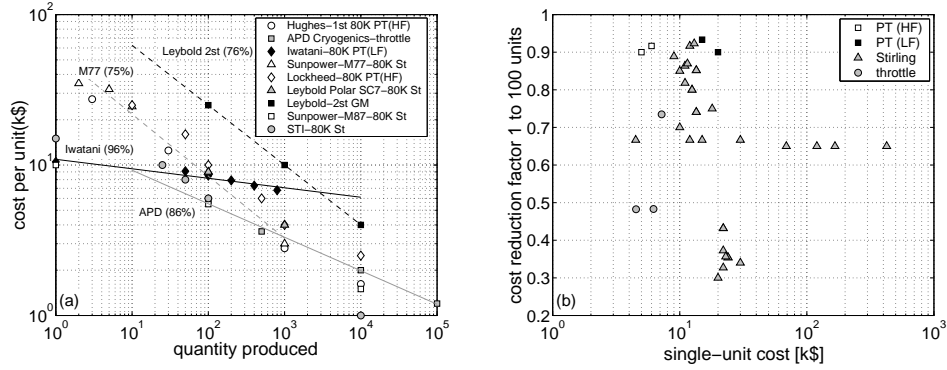 10^2
10^1
10^0
cost per unit(k$)
10^0
10^1
10^2
10^3
10^4
10^5
quantity produced
(a)
Leybold 2st (76%)
M77 (75%)
Iwatani (96%)
APD (86%)
Hughes−1st 80K PT(HF)
APD Cryogenics−throttle
Iwatani−80K PT(LF)
Sunpower−M77−80K St
Lockheed−80K PT(HF)
Leybold Polar SC7−80K St
Leybold−2st GM
Sunpower−M87−80K St
STI−80K St
1
0.9
0.8
0.7
0.6
0.5
0.4
0.3
0.2
cost reduction factor 1 to 100 units
10^0
10^1
10^2
10^3
single−unit cost [k$]
(b)
PT (HF)
PT (LF)
Stirling
throttle